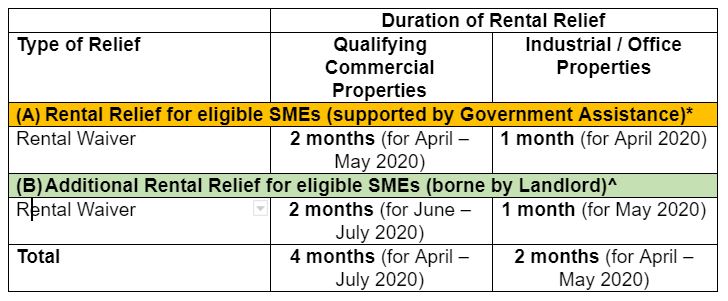 Duration of Rental Relief
Type of Relief
Qualifying
Commercial
Properties
Industrial / Office
Properties
(A) Rental Relief for eligible SMEs (supported by Government Assistance)*
Rental Waiver
2 months (for April –
May 2020)
1 month (for April 2020)
(B) Additional Rental Relief for eligible SMEs (borne by Landlord)^
Rental Waiver
2 months (for June –
July 2020)
1 month (for May 2020)
Total
4 months (for April –
July 2020)
2 months (for April –
May 2020)